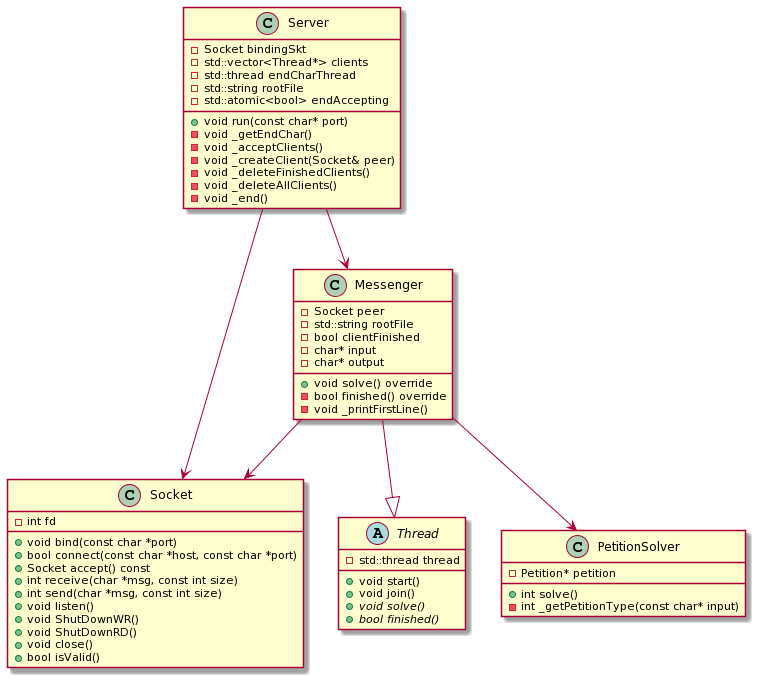 C Server
Socket bindingSkt
std::vector<Thread*> clients
std::thread endCharThread
std::string rootFile
std::atomic<bool> endAccepting
void run(const char* port)
void _getEndChar()
void _acceptClients()
void _createClient(Socket& peer)
void _deleteFinishedClients()
void _deleteAllClients()
void _end()
C Messenger
Socket peer
std::string rootFile
bool clientFinished
char* input
char* output
void solve() override
bool finished() override
void _printFirstLine()
C Socket
int fd
void bind(const char *port)
bool connect(const char *host, const char *port)
Socket accept() const
int receive(char *msg, const int size)
int send(char *msg, const int size)
void listen()
void ShutDownWR()
void ShutDownRD()
void close()
bool isValid()
A Thread
std::thread thread
void start()
void join()
void solve()
bool finished()
C PetitionSolver
Petition* petition
int solve()
int _getPetitionType(const char* input)